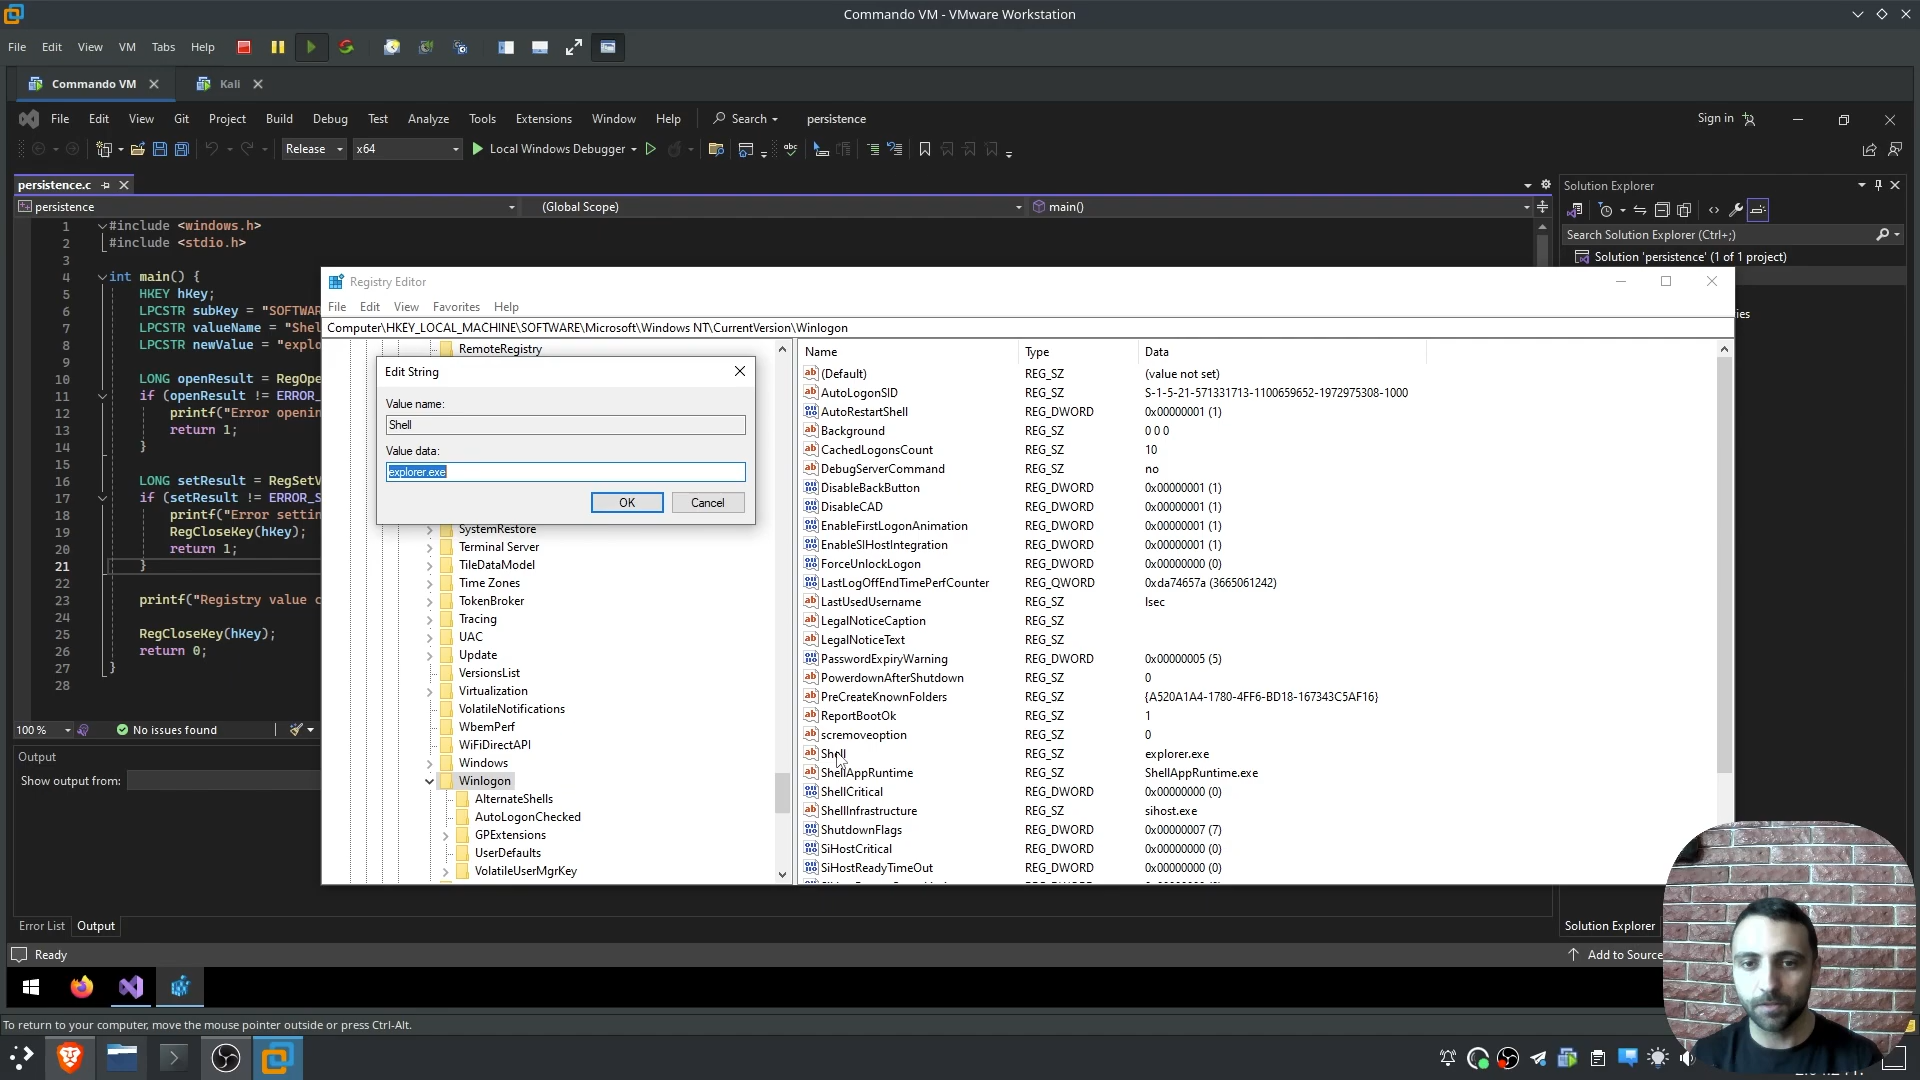 Commando VM - VMware Workstation
File Edit View VM Tabs Help
Commando VM Kali
File Edit View Git Project Build Debug Test Analyze Tools Extensions Window Help Search persistence Sign in
Release x64 Local Windows Debugger
persistence.c
persistence (Global Scope) main()
1 #include <windows.h>
2 #include <stdio.h>
3
4 int main() {
5 HKEY hKey;
6 LPCSTR subKey = "SOFTWAR
7 LPCSTR valueName = "Shel
8 LPCSTR newValue = "explo
9
10 LONG openResult = RegOpe
11 if (openResult != ERROR_
12 printf("Error openin
13 return 1;
14 }
15
16 LONG setResult = RegSetV
17 if (setResult != ERROR_S
18 printf("Error settin
19 RegCloseKey(hKey);
20 return 1;
21 }
22
23 printf("Registry value c
24
25 RegCloseKey(hKey);
26 return 0;
27 }
28
100 % No issues found
Output
Show output from:
Error List Output
Ready
Solution Explorer
Search Solution Explorer (Ctrl+;)
Solution 'persistence' (1 of 1 project)
ies
Solution Explorer
Add to Source
Registry Editor
File Edit View Favorites Help
Computer\HKEY_LOCAL_MACHINE\SOFTWARE\Microsoft\Windows NT\CurrentVersion\Winlogon
RemoteRegistry
Edit String
Value name:
Shell
Value data:
explorer.exe
OK Cancel
SystemRestore
Terminal Server
TileDataModel
Time Zones
TokenBroker
Tracing
UAC
Update
VersionsList
Virtualization
VolatileNotifications
WbemPerf
WiFiDirectAPI
Windows
Winlogon
AlternateShells
AutoLogonChecked
GPExtensions
UserDefaults
VolatileUserMgrKey
Name Type Data
(Default) REG_SZ (value not set)
AutoLogonSID REG_SZ S-1-5-21-571331713-1100659652-1972975308-1000
AutoRestartShell REG_DWORD 0x00000001 (1)
Background REG_SZ 0 0 0
CachedLogonsCount REG_SZ 10
DebugServerCommand REG_SZ no
DisableBackButton REG_DWORD 0x00000001 (1)
DisableCAD REG_DWORD 0x00000001 (1)
EnableFirstLogonAnimation REG_DWORD 0x00000001 (1)
EnableSIHostIntegration REG_DWORD 0x00000001 (1)
ForceUnlockLogon REG_DWORD 0x00000000 (0)
LastLogOffEndTimePerfCounter REG_QWORD 0xda74657a (3665061242)
LastUsedUsername REG_SZ lsec
LegalNoticeCaption REG_SZ
LegalNoticeText REG_SZ
PasswordExpiryWarning REG_DWORD 0x00000005 (5)
PowerdownAfterShutdown REG_SZ 0
PreCreateKnownFolders REG_SZ {A520A1A4-1780-4FF6-BD18-167343C5AF16}
ReportBootOk REG_SZ 1
scremoveoption REG_SZ 0
Shell REG_SZ explorer.exe
ShellAppRuntime REG_SZ ShellAppRuntime.exe
ShellCritical REG_DWORD 0x00000000 (0)
ShellInfrastructure REG_SZ sihost.exe
ShutdownFlags REG_DWORD 0x00000007 (7)
SiHostCritical REG_DWORD 0x00000000 (0)
SiHostReadyTimeOut REG_DWORD 0x00000000 (0)
To return to your computer, move the mouse pointer outside or press Ctrl-Alt.